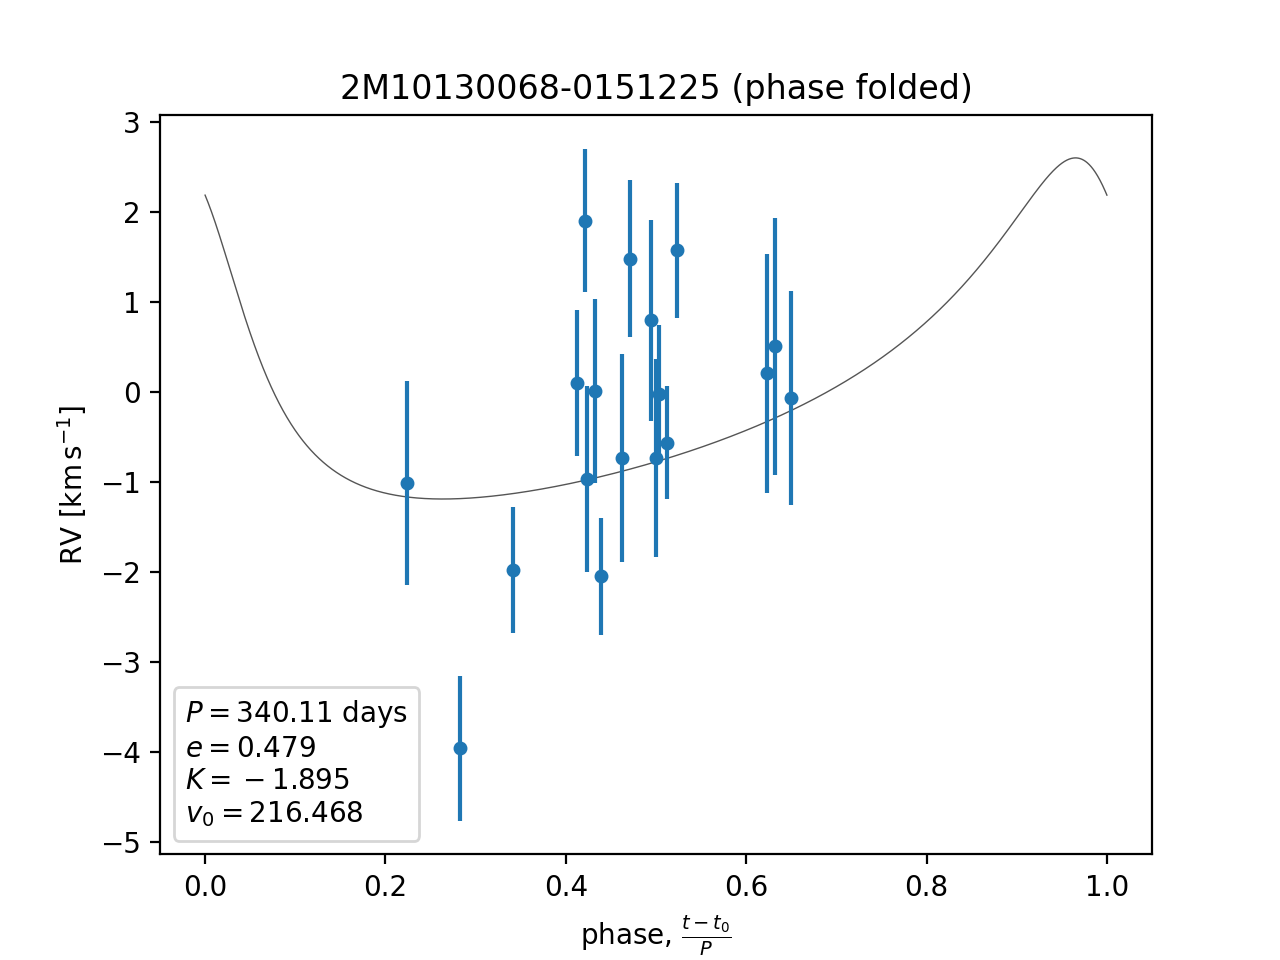 2M10130068-0151225 (phase folded)
3
2
1
0
−1
−2
−3
−4
−5
RV [km s⁻¹]
P = 340.11 days
e = 0.479
K = −1.895
v₀ = 216.468
0.0 0.2 0.4 0.6 0.8 1.0
phase, (t − t₀)/P